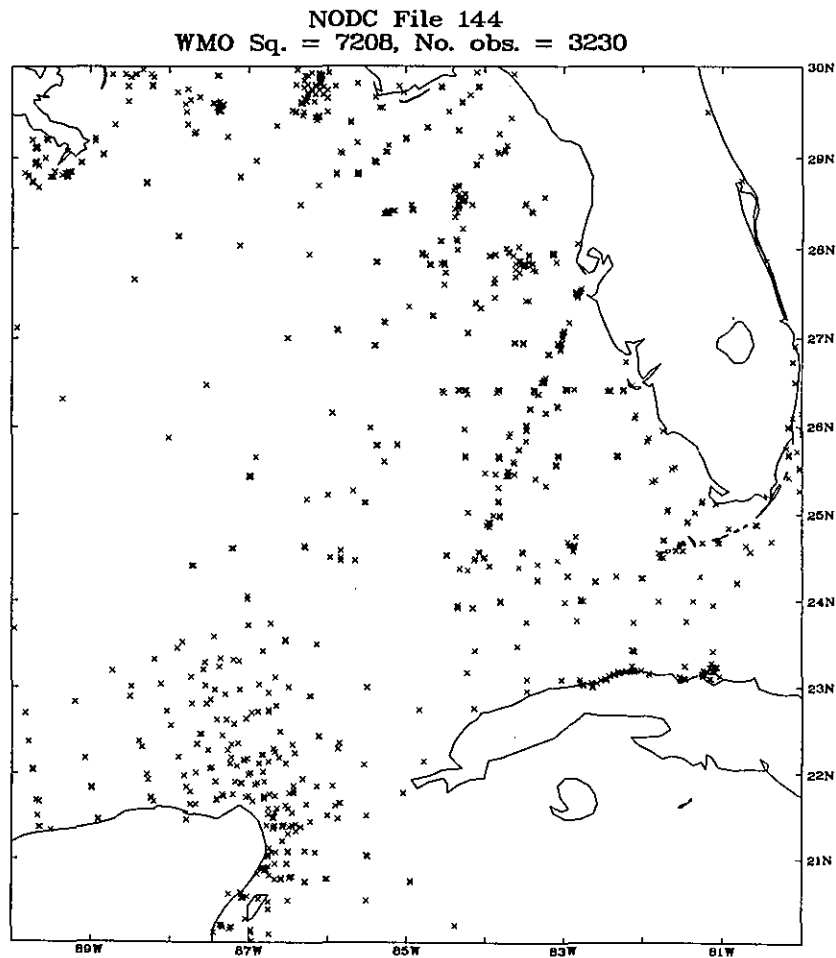 NODC File 144
WMO Sq. = 7208, No. obs. = 3230
30N
29N
28N
27N
26N
25N
24N
23N
22N
21N
89W 87W 85W 83W 81W